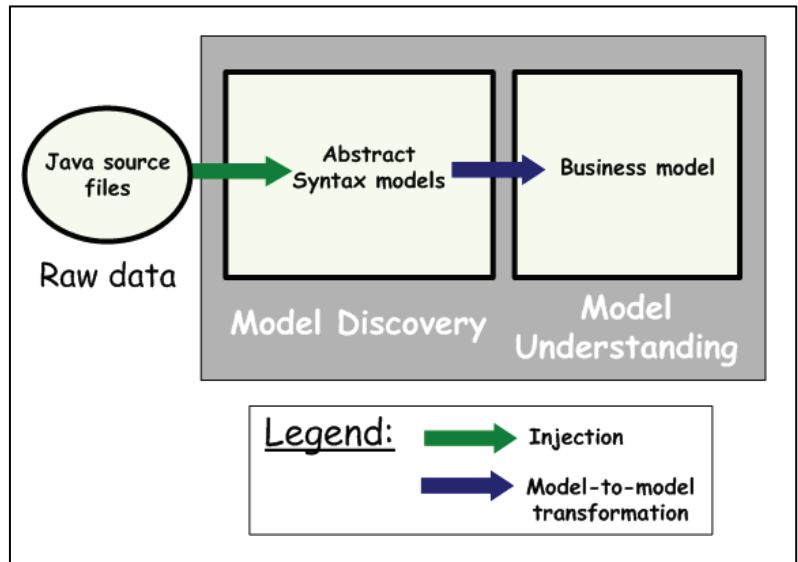 Java source
files
Raw data
Abstract
Syntax models
Model Discovery
Business model
Model
Understanding
Legend:
Injection
Model-to-model
transformation